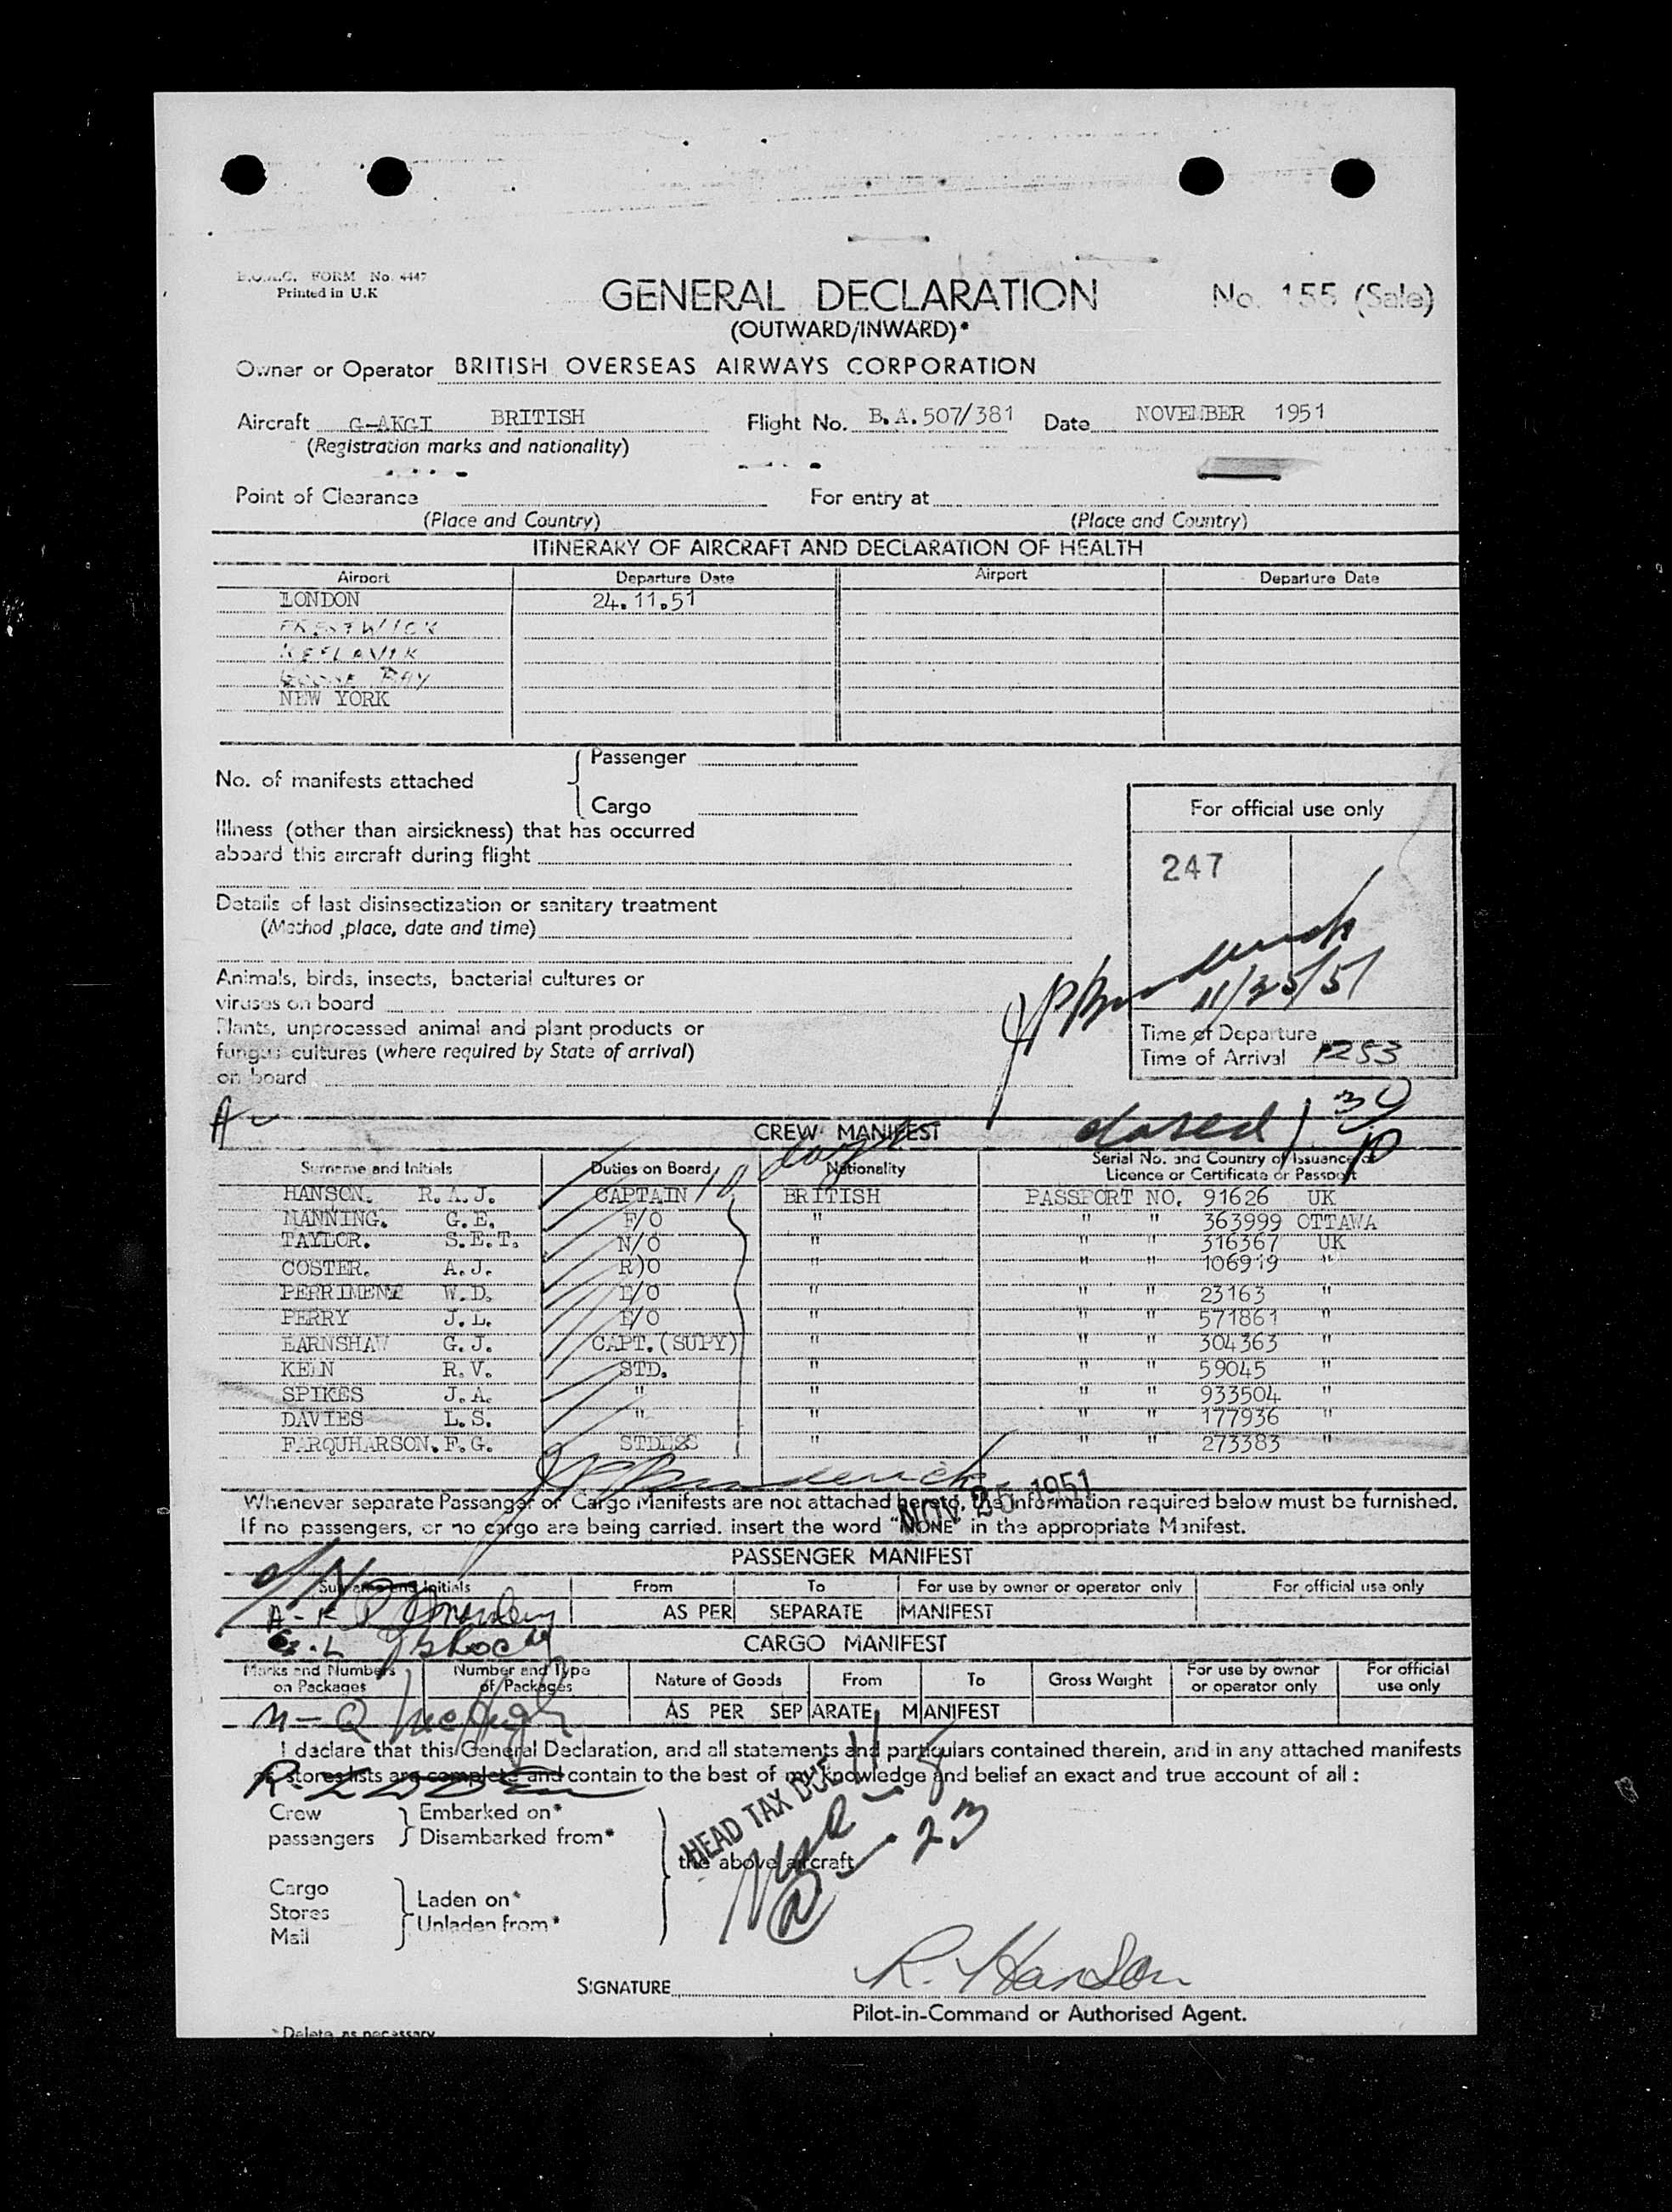 B.O.A.C. FORM No. 4447
Printed in U.K
GENERAL DECLARATION
No. 155 (Sale)
(OUTWARD/INWARD)*
Owner or Operator BRITISH OVERSEAS AIRWAYS CORPORATION
Aircraft G-AKGI BRITISH Flight No. B.A.507/381 Date NOVEMBER 1951
(Registration marks and nationality)
Point of Clearance For entry at
(Place and Country) (Place and Country)
ITINERARY OF AIRCRAFT AND DECLARATION OF HEALTH
Airport Departure Date Airport Departure Date
LONDON 24.11.51
PRESTWICK
KEFLAVIK
GOOSE BAY
NEW YORK
No. of manifests attached { Passenger
Cargo
For official use only
Illness (other than airsickness) that has occurred
aboard this aircraft during flight
247
Details of last disinsectization or sanitary treatment
(Method ,place, date and time)
Animals, birds, insects, bacterial cultures or
viruses on board
11/25/51
Plants, unprocessed animal and plant products or
fungus cultures (where required by State of arrival)
on board
Time of Departure
Time of Arrival 1253
closed 1 30
CREW MANIFEST
Surname and Initials Duties on Board Nationality Serial No. and Country of Issuance of Licence or Certificate or Passport
HANSON. R.A.J. CAPTAIN BRITISH PASSPORT NO. 91626 UK
MANNING. G.E. F/O " " " 363999 OTTAWA
TAYLOR. S.E.T. N/O " " " 316367 UK
COSTER. A.J. R)O " " " 106919 "
PERRIMENT W.D. E/O " " " 23163 "
PERRY J.L. E/O " " " 571861 "
EARNSHAW G.J. CAPT.(SUPY) " " " 304363 "
KEEN R.V. STD. " " " 59045 "
SPIKES J.A. " " " " 933504 "
DAVIES L.S. " " " " 177936 "
FARQUHARSON. F.G. STDESS " " " 273383 "
NOV 25 1951
Whenever separate Passenger or Cargo Manifests are not attached hereto, the information required below must be furnished.
If no passengers, or no cargo are being carried. insert the word "NONE" in the appropriate Manifest.
PASSENGER MANIFEST
Surname and Initials From To For use by owner or operator only For official use only
AS PER SEPARATE MANIFEST
CARGO MANIFEST
Marks and Numbers on Packages Number and Type of Packages Nature of Goods From To Gross Weight For use by owner or operator only For official use only
M - Q McHugh
AS PER SEPARATE MANIFEST
I declare that this General Declaration, and all statements and particulars contained therein, and in any attached manifests
or stores lists are complete and contain to the best of my knowledge and belief an exact and true account of all :
Crew
passengers } Embarked on*
Disembarked from*
HEAD TAX DUE 11
23
the above aircraft
Cargo
Stores
Mail } Laden on*
Unladen from*
SIGNATURE R. Hanson
Pilot-in-Command or Authorised Agent.
*Delete as necessary